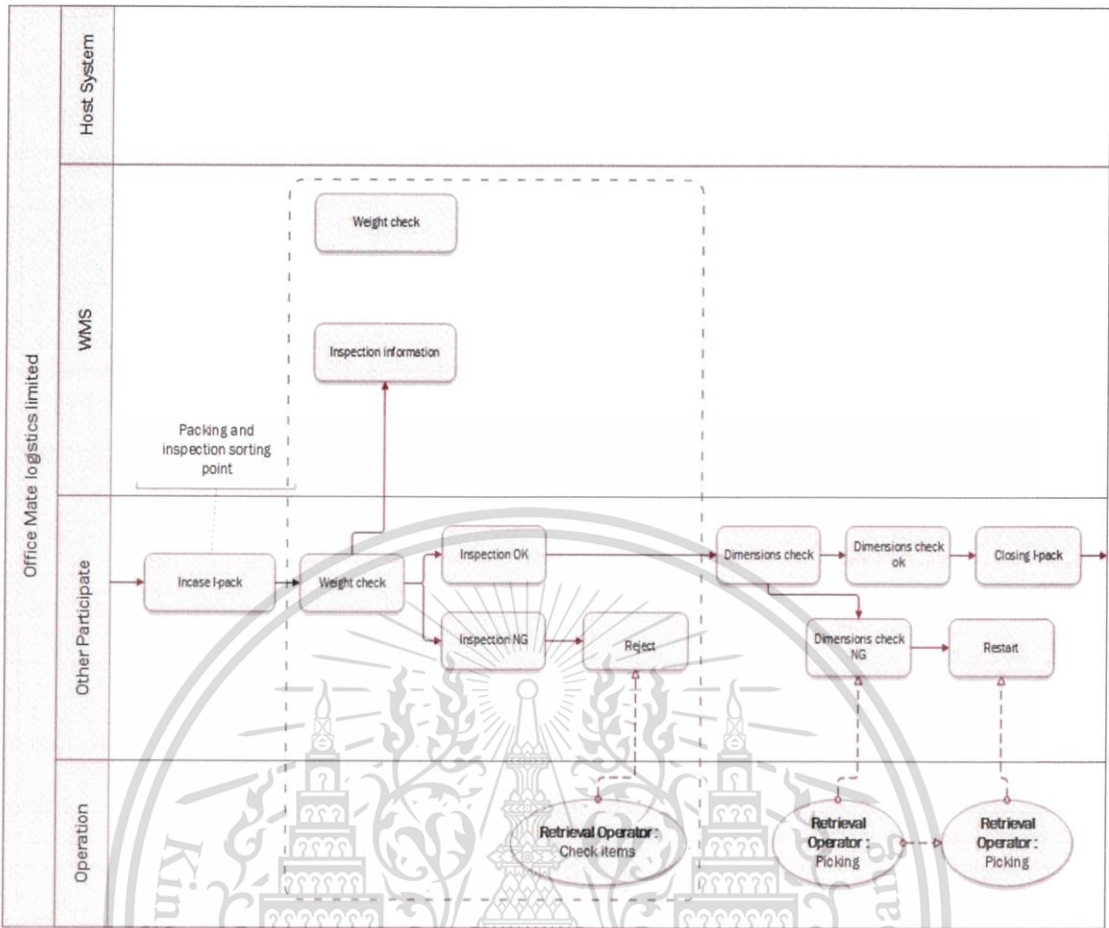 Office Mate logistics limited
Host System
WMS
Weight check
Inspection information
Packing and
inspection sorting
point
Other Participate
Incase I-pack
Weight check
Inspection OK
Inspection NG
Reject
Dimensions check
Dimensions check
ok
Closing I-pack
Dimensions check
NG
Restart
Operation
Retrieval Operator :
Check items
Retrieval
Operator :
Picking
Retrieval
Operator :
Picking